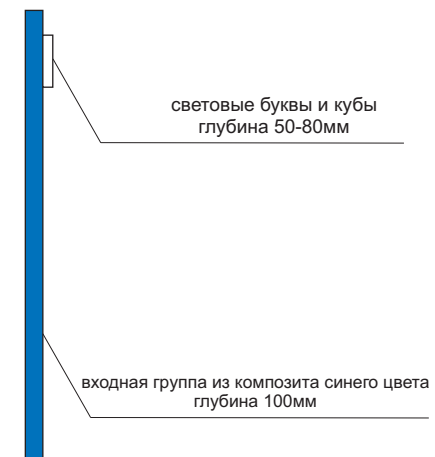 световые буквы и кубы
глубина 50-80мм
входная группа из композита синего цвета
глубина 100мм